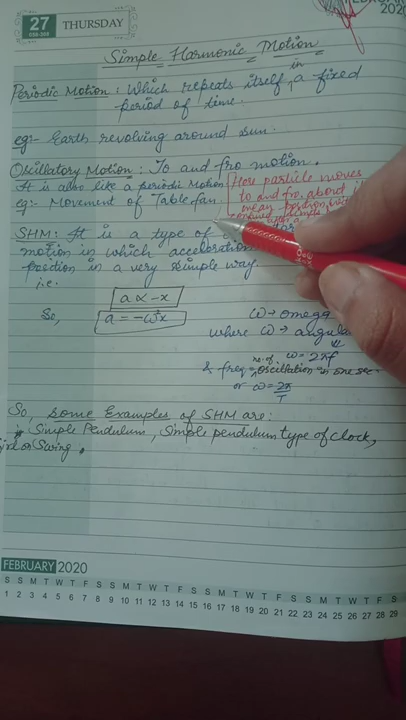 27
THURSDAY
2020
Simple Harmonic Motion
Periodic Motion : Which repeats itself in a fixed
period of time.
eg:- Earth revolving around sun.
Oscillatory Motion : To and fro motion.
It is also like a periodic Motion
eg: Movement of Table fan.
Here particle moves
to and fro about
mean position
SHM: It is a type of
motion in which acceleration
position in a very simple way.
i.e.
a ∝ -x
So,
a = -ω²x
ω → omega
where ω → angula
ω = 2πf
& freq = no. of oscillation in one sec
or ω = 2π/T
So, Some Examples of SHM are:
Simple Pendulum, Simple pendulum type of clock,
or Swing.
FEBRUARY 2020
S S M T W T F S S M T W T F S S M T W T F S S M T W T F S
1 2 3 4 5 6 7 8 9 10 11 12 13 14 15 16 17 18 19 20 21 22 23 24 25 26 27 28 29